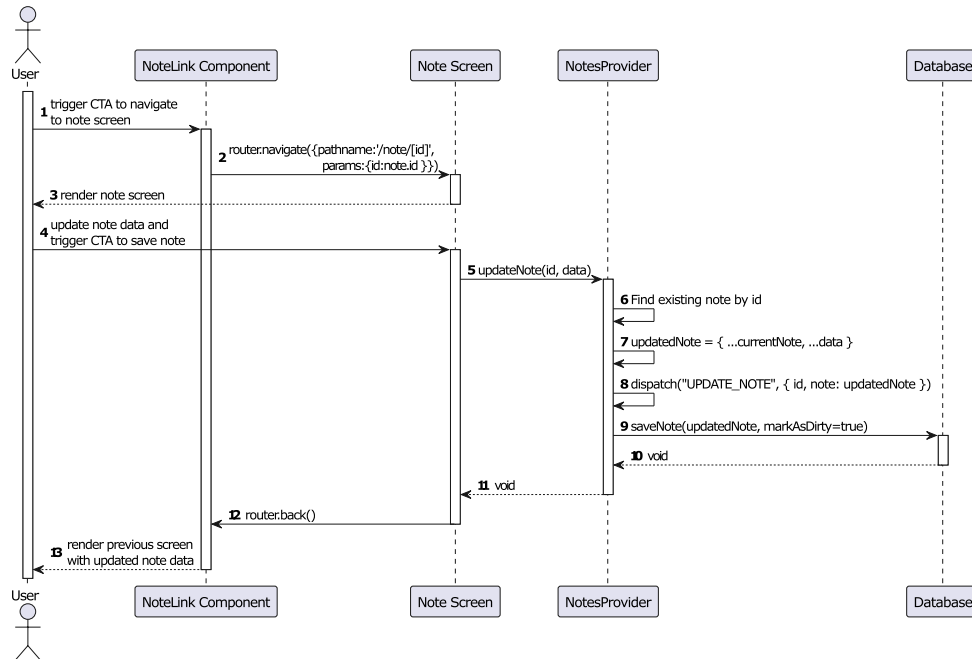 User
NoteLink Component
Note Screen
NotesProvider
Database
1 trigger CTA to navigate
to note screen
2 router.navigate({pathname:'/note/[id]',
params:{id:note.id }})
3 render note screen
4 update note data and
trigger CTA to save note
5 updateNote(id, data)
6 Find existing note by id
7 updatedNote = { ...currentNote, ...data }
8 dispatch("UPDATE_NOTE", { id, note: updatedNote })
9 saveNote(updatedNote, markAsDirty=true)
10 void
11 void
12 router.back()
13 render previous screen
with updated note data
User
NoteLink Component
Note Screen
NotesProvider
Database